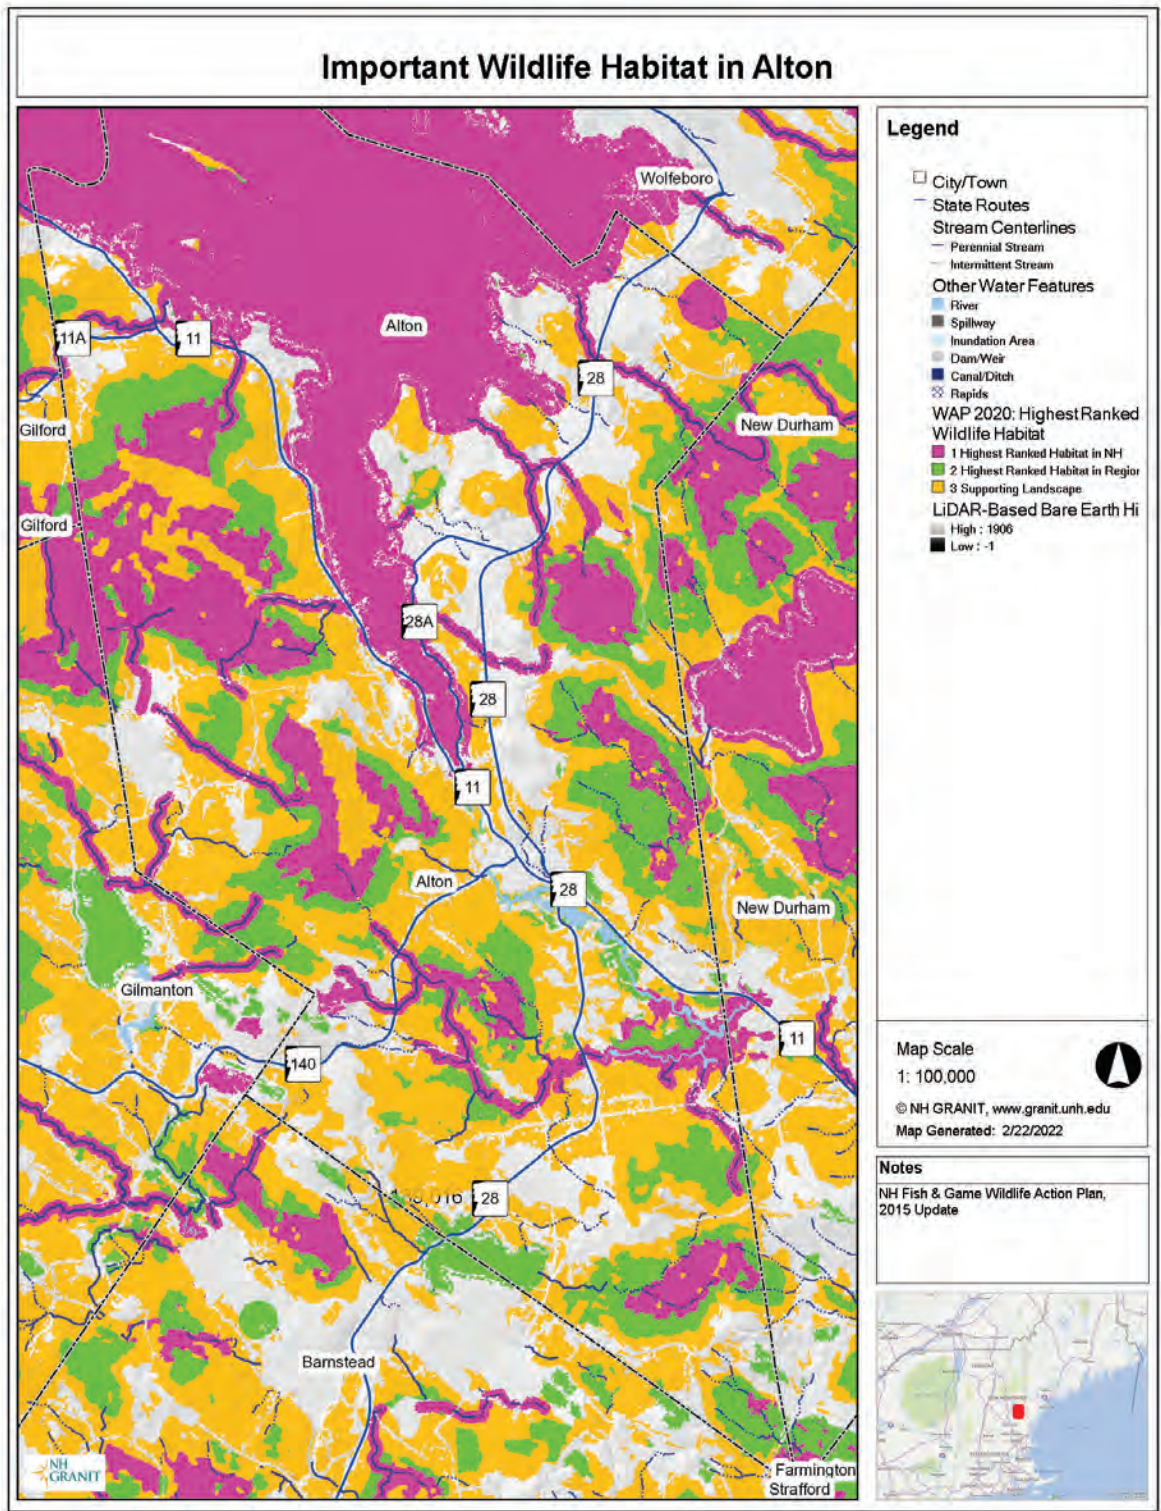 Important Wildlife Habitat in Alton
Wolfeboro
Alton
11A
11
28
Gilford
New Durham
Gilford
28A
28
11
Alton
28
New Durham
Gilmanton
11
140
28
Barnstead
Farmington
Strafford
NH
GRANIT
Legend
City/Town
State Routes
Stream Centerlines
Perennial Stream
Intermittent Stream
Other Water Features
River
Spillway
Inundation Area
Dam/Weir
Canal/Ditch
Rapids
WAP 2020: Highest Ranked
Wildlife Habitat
1 Highest Ranked Habitat in NH
2 Highest Ranked Habitat in Region
3 Supporting Landscape
LiDAR-Based Bare Earth Hi
High : 1906
Low : -1
Map Scale
1: 100,000
© NH GRANIT, www.granit.unh.edu
Map Generated: 2/22/2022
Notes
NH Fish & Game Wildlife Action Plan,
2015 Update